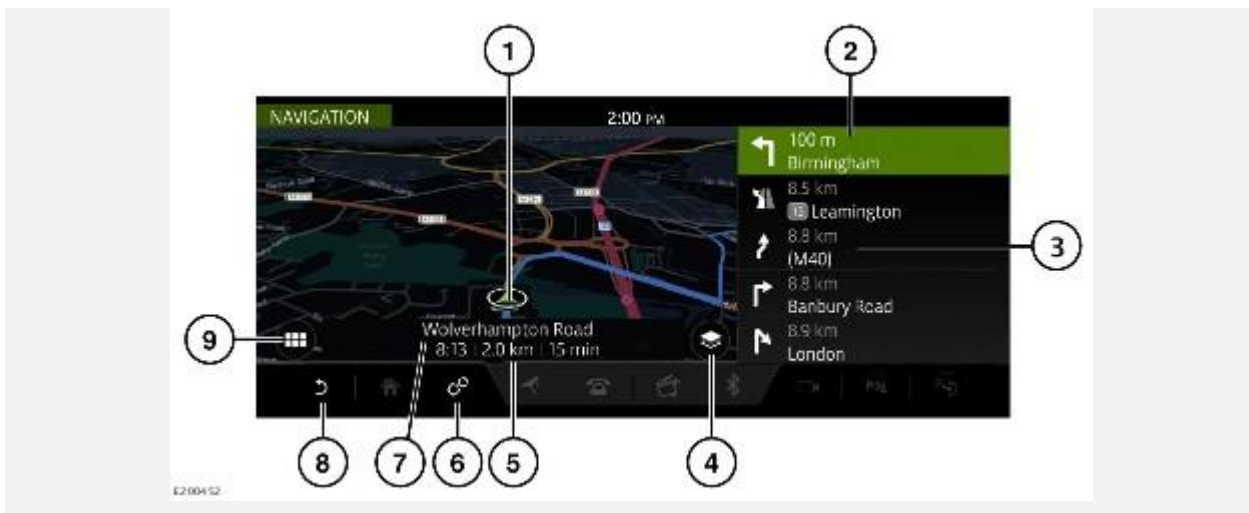 1
2
NAVIGATION
2:00 PM
100 m
Birmingham
8.5 km
Leamington
8.8 km
(M40)
3
8.8 km
Banbury Road
8.9 km
London
9
Wolverhampton Road
8:13 | 2.0 km | 15 min
8
7
6
5
4
E200452